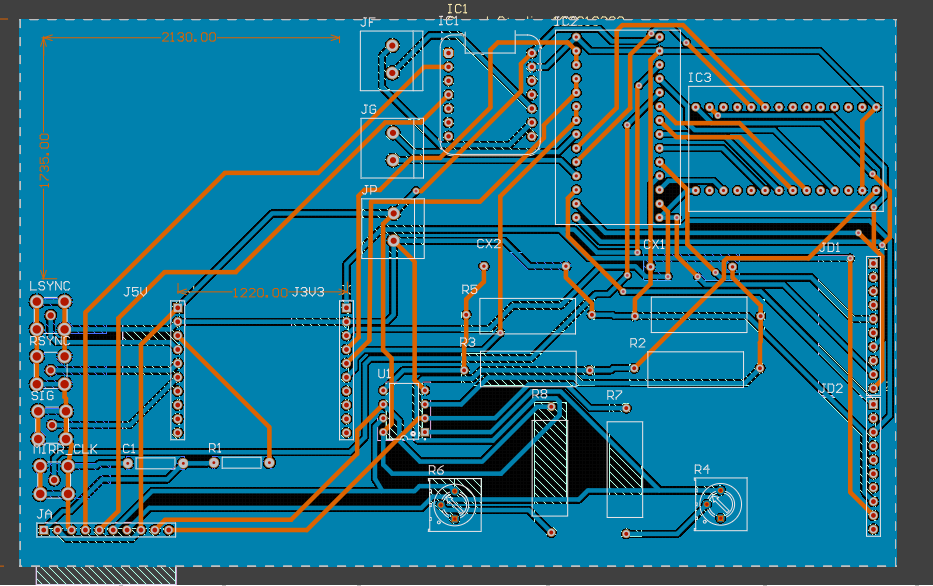 IC1
JF
IC1
IC2
2130.00
IC3
JG
1735.00
JP
CX2
CX1
JD1
LSYNC
J5V
1220.00
J3V3
R5
RSYNC
R3
R2
U1
SIG
R8
R7
JD2
MIRR_CLK
C1
R1
R6
R4
JA